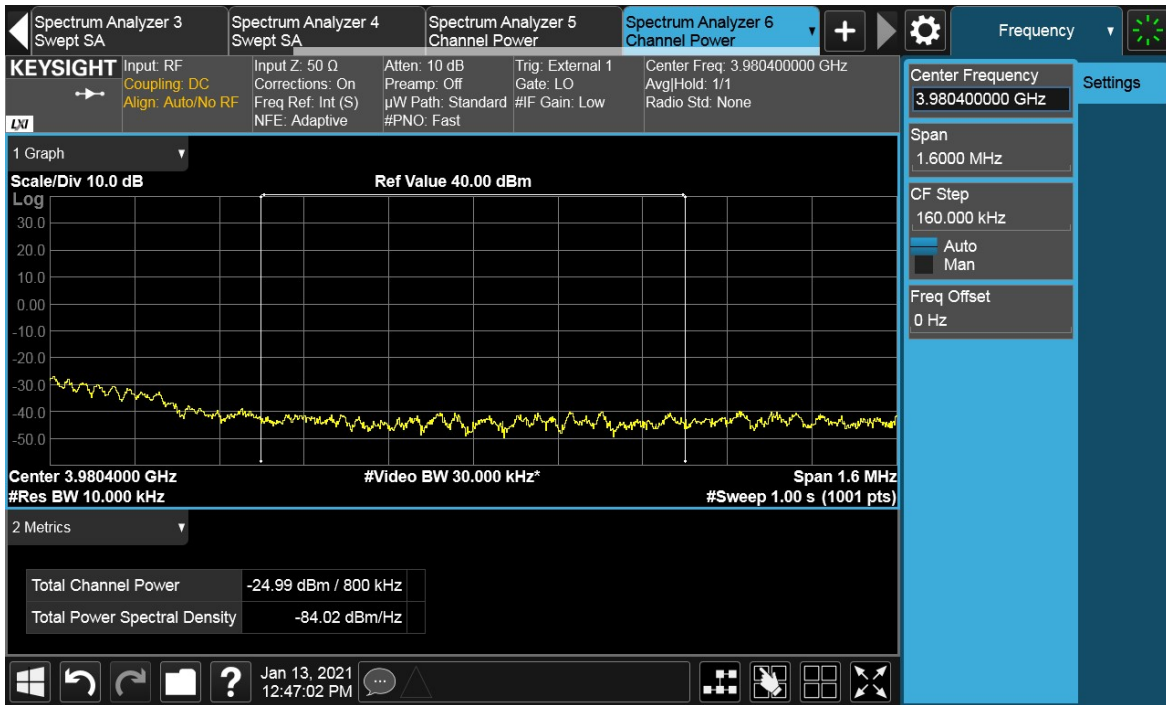 Spectrum Analyzer 3
Swept SA
Spectrum Analyzer 4
Swept SA
Spectrum Analyzer 5
Channel Power
Spectrum Analyzer 6
Channel Power
Frequency
KEYSIGHT
LXI
Input: RF
Coupling: DC
Align: Auto/No RF
Input Z: 50 Ω
Corrections: On
Freq Ref: Int (S)
NFE: Adaptive
Atten: 10 dB
Preamp: Off
µW Path: Standard
#PNO: Fast
Trig: External 1
Gate: LO
#IF Gain: Low
Center Freq: 3.980400000 GHz
Avg|Hold: 1/1
Radio Std: None
Center Frequency
3.980400000 GHz
Settings
Span
1.6000 MHz
CF Step
160.000 kHz
Auto
Man
Freq Offset
0 Hz
1 Graph
Scale/Div 10.0 dB
Ref Value 40.00 dBm
Log
30.0
20.0
10.0
0.00
-10.0
-20.0
-30.0
-40.0
-50.0
Center 3.9804000 GHz
#Video BW 30.000 kHz*
Span 1.6 MHz
#Res BW 10.000 kHz
#Sweep 1.00 s (1001 pts)
2 Metrics
Total Channel Power -24.99 dBm / 800 kHz
Total Power Spectral Density -84.02 dBm/Hz
?
Jan 13, 2021
12:47:02 PM